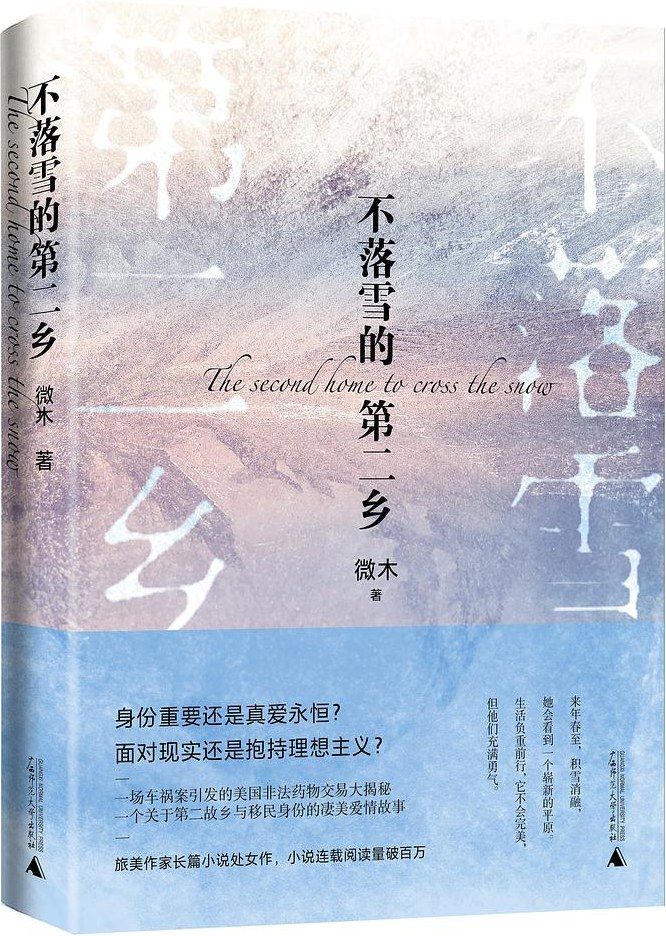 不落雪的第二乡
The second home to cross the snow
微木 著
第二乡
不落雪
不落雪的第二乡
The second home to cross the snow
微木
著
身份重要还是真爱永恒？
面对现实还是抱持理想主义？
一场车祸案引发的美国非法药物交易大揭秘
一个关于第二故乡与移民身份的凄美爱情故事
旅美作家长篇小说处女作，小说连载阅读量破百万
来年春至，积雪消融，
她会看到一个崭新的平原。
生活负重前行，它不会完美，
但他们充满勇气。
广西师范大学出版社
GUANGXI NORMAL UNIVERSITY PRESS
广西师范大学出版社
GUANGXI NORMAL UNIVERSITY PRESS